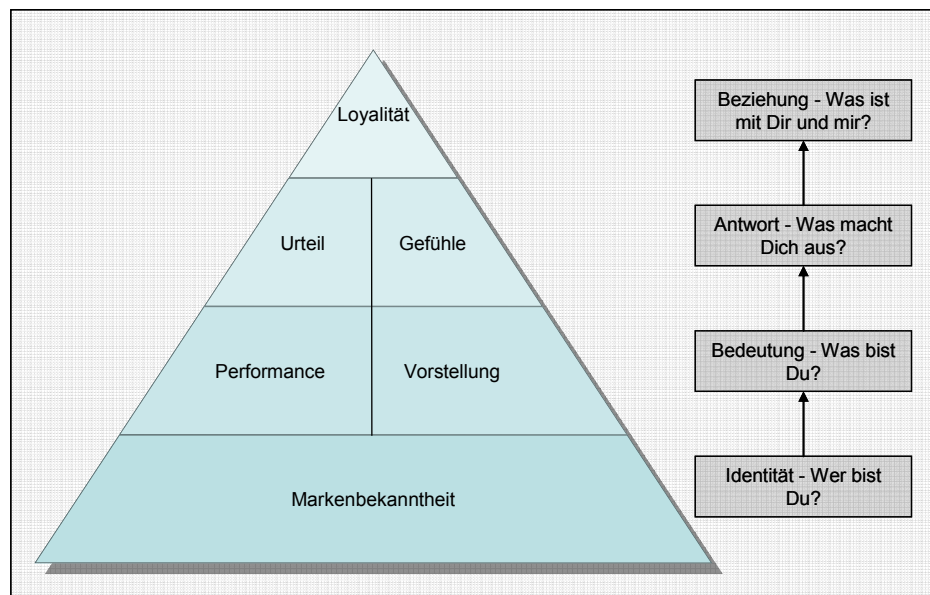 Loyalität
Urteil
Gefühle
Performance
Vorstellung
Markenbekanntheit
Beziehung - Was ist
mit Dir und mir?
Antwort - Was macht
Dich aus?
Bedeutung - Was bist
Du?
Identität - Wer bist
Du?